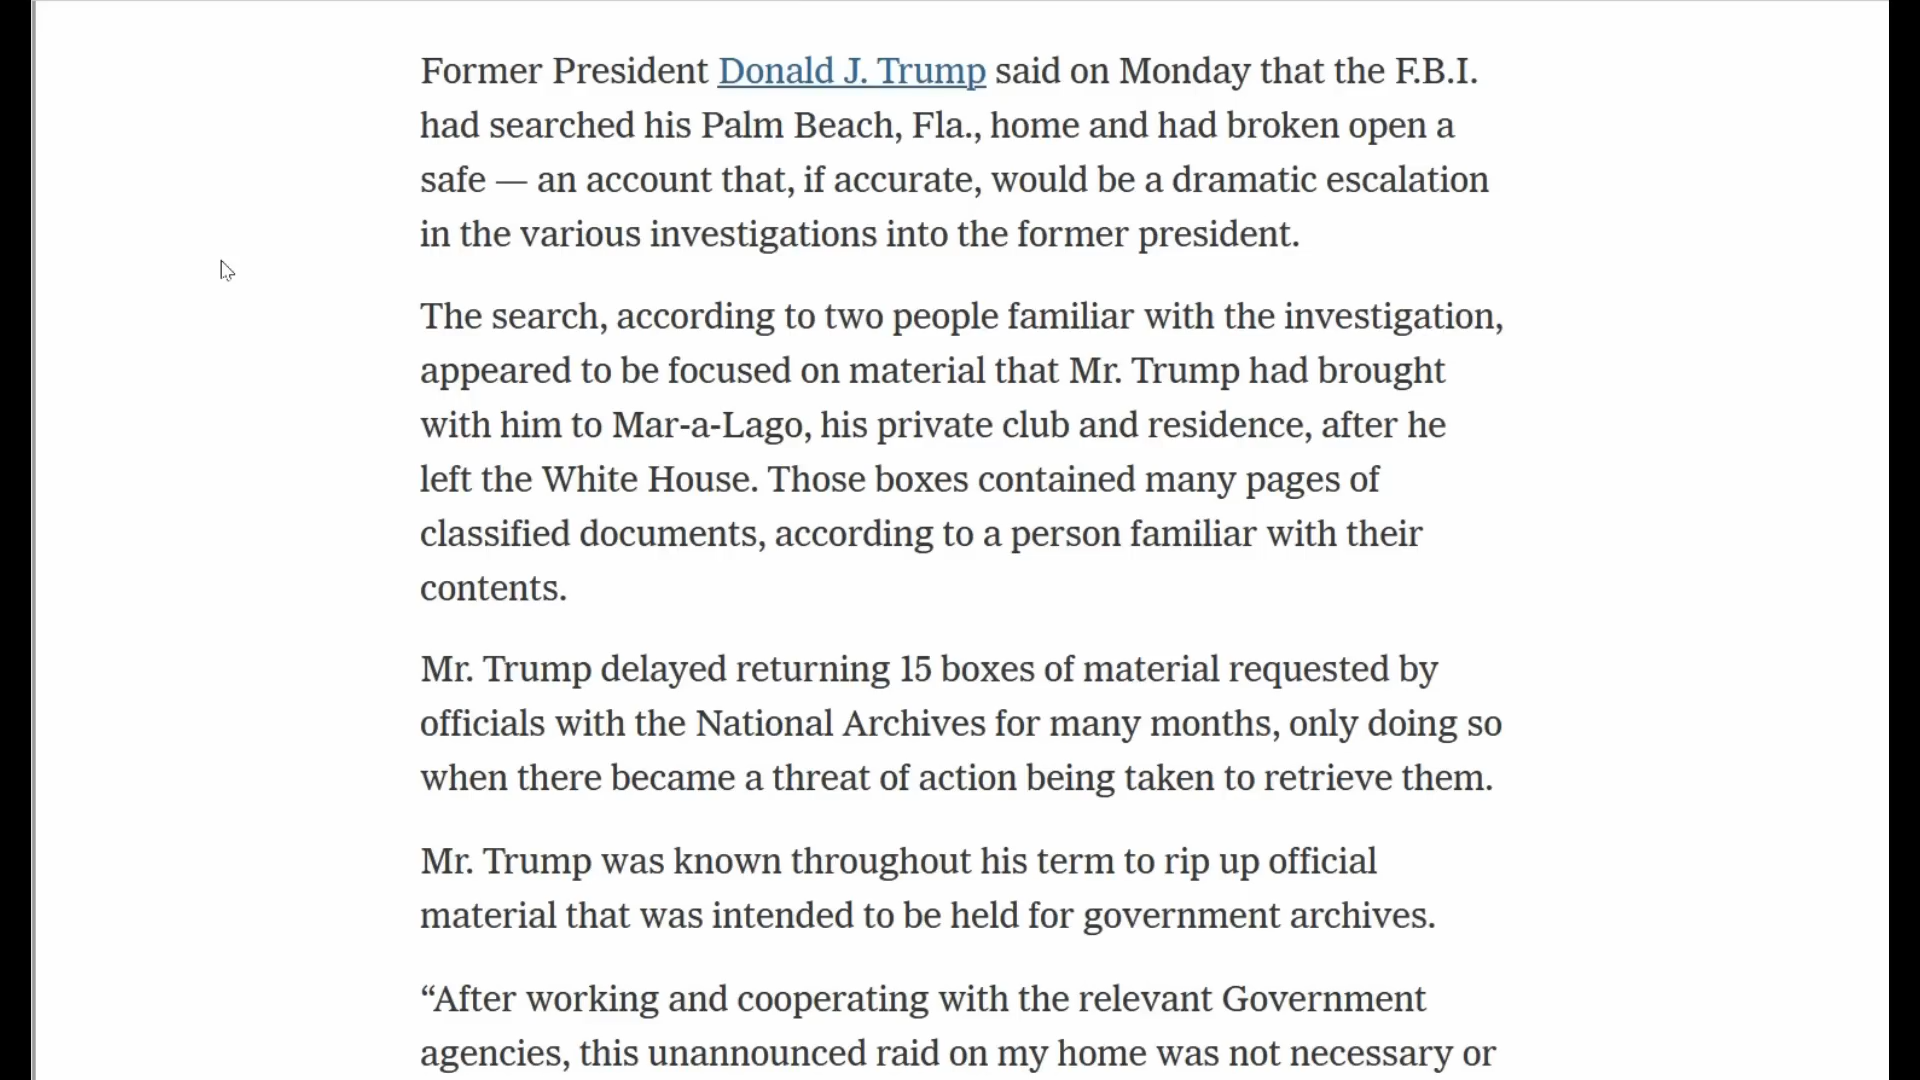 Former President Donald J. Trump said on Monday that the F.B.I.
had searched his Palm Beach, Fla., home and had broken open a
safe — an account that, if accurate, would be a dramatic escalation
in the various investigations into the former president.
The search, according to two people familiar with the investigation,
appeared to be focused on material that Mr. Trump had brought
with him to Mar-a-Lago, his private club and residence, after he
left the White House. Those boxes contained many pages of
classified documents, according to a person familiar with their
contents.
Mr. Trump delayed returning 15 boxes of material requested by
officials with the National Archives for many months, only doing so
when there became a threat of action being taken to retrieve them.
Mr. Trump was known throughout his term to rip up official
material that was intended to be held for government archives.
“After working and cooperating with the relevant Government
agencies, this unannounced raid on my home was not necessary or